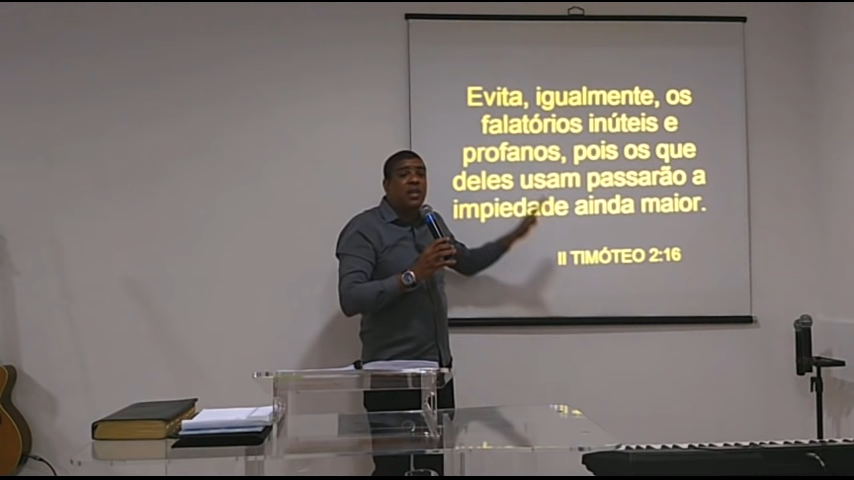 Evita, igualmente, os
falatórios inúteis e
profanos, pois os que
deles usam passarão a
impiedade ainda maior.
II TIMÓTEO 2:16